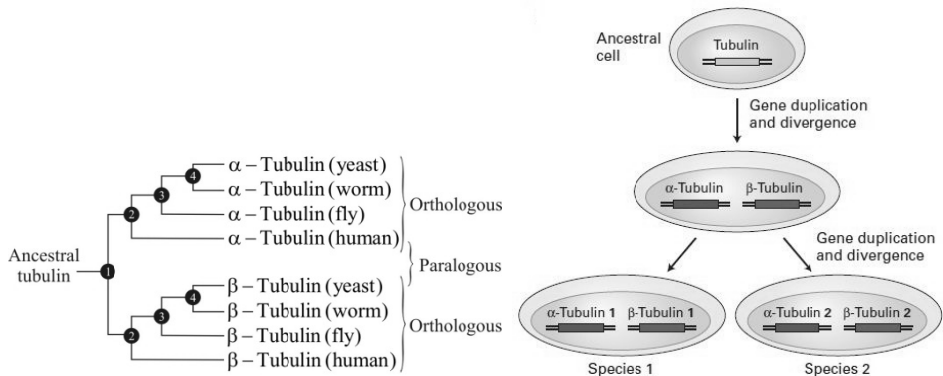 Ancestral
tubulin
1
2
3
4
α – Tubulin (yeast)
α – Tubulin (worm)
α – Tubulin (fly)
α – Tubulin (human)
Orthologous
Paralogous
2
3
4
β – Tubulin (yeast)
β – Tubulin (worm)
β – Tubulin (fly)
β – Tubulin (human)
Orthologous
Ancestral
cell
Tubulin
Gene duplication
and divergence
α-Tubulin β-Tubulin
Gene duplication
and divergence
α-Tubulin 1 β-Tubulin 1
Species 1
α-Tubulin 2 β-Tubulin 2
Species 2